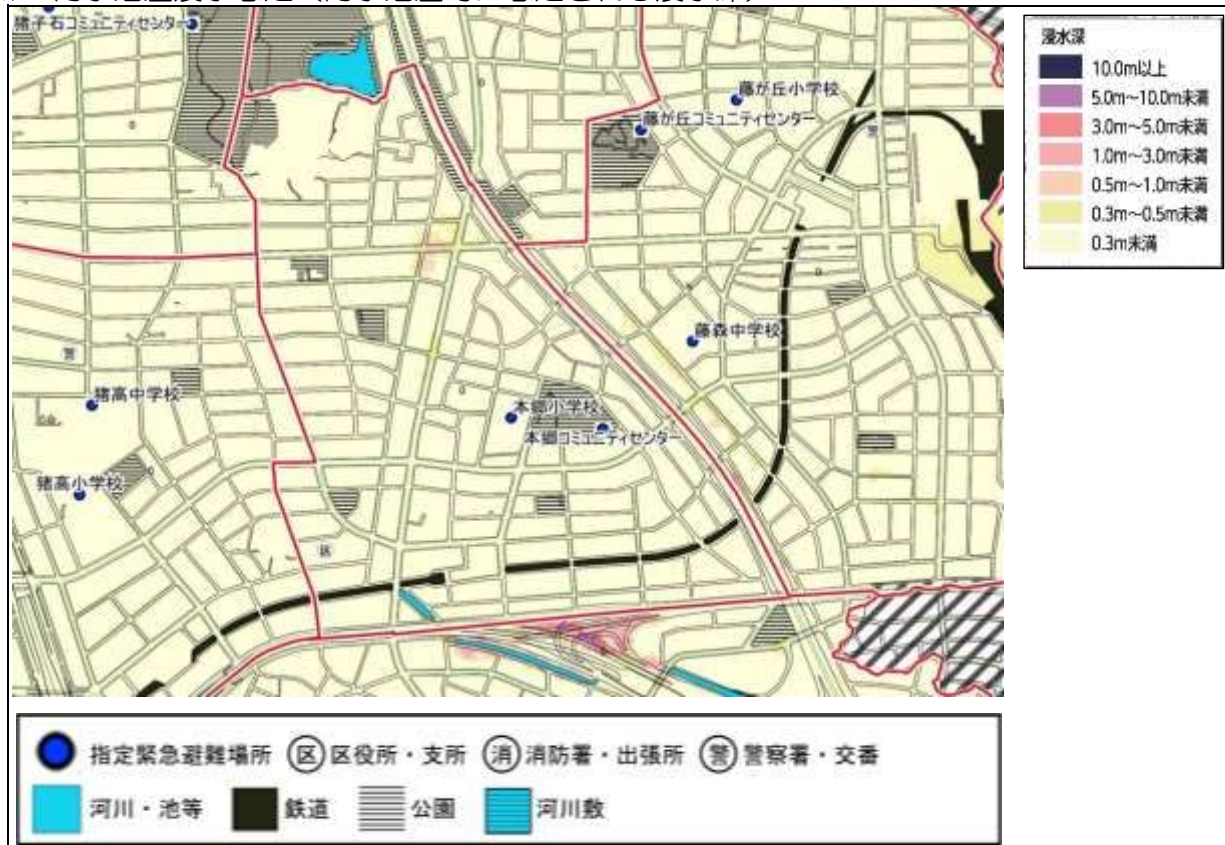 猪子石コミュニティセンター
藤が丘小学校
藤が丘コミュニティセンター
警
藤森中学校
警
猪高中学校
本郷小学校
本郷コミュニティセンター
猪高小学校
区
浸水深
10.0m以上
5.0m～10.0m未満
3.0m～5.0m未満
1.0m～3.0m未満
0.5m～1.0m未満
0.3m～0.5m未満
0.3m未満
指定緊急避難場所 区 区役所・支所 消 消防署・出張所 警 警察署・交番
河川・池等 鉄道 公園 河川敷